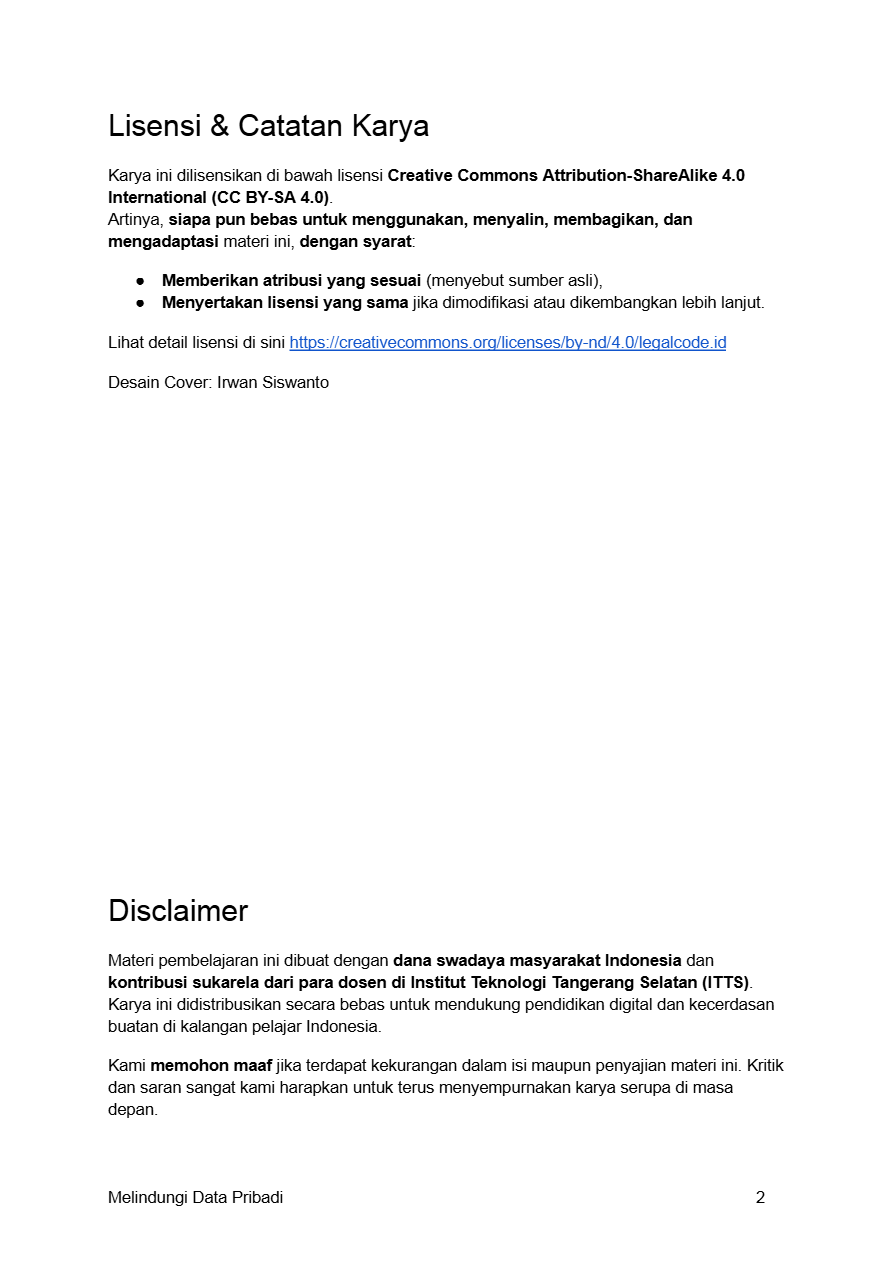 Lisensi & Catatan Karya
Karya ini dilisensikan di bawah lisensi Creative Commons Attribution-ShareAlike 4.0
International (CC BY-SA 4.0).
Artinya, siapa pun bebas untuk menggunakan, menyalin, membagikan, dan
mengadaptasi materi ini, dengan syarat:
● Memberikan atribusi yang sesuai (menyebut sumber asli),
● Menyertakan lisensi yang sama jika dimodifikasi atau dikembangkan lebih lanjut.
Lihat detail lisensi di sini https://creativecommons.org/licenses/by-nd/4.0/legalcode.id
Desain Cover: Irwan Siswanto
Disclaimer
Materi pembelajaran ini dibuat dengan dana swadaya masyarakat Indonesia dan
kontribusi sukarela dari para dosen di Institut Teknologi Tangerang Selatan (ITTS).
Karya ini didistribusikan secara bebas untuk mendukung pendidikan digital dan kecerdasan
buatan di kalangan pelajar Indonesia.
Kami memohon maaf jika terdapat kekurangan dalam isi maupun penyajian materi ini. Kritik
dan saran sangat kami harapkan untuk terus menyempurnakan karya serupa di masa
depan.
Melindungi Data Pribadi 2